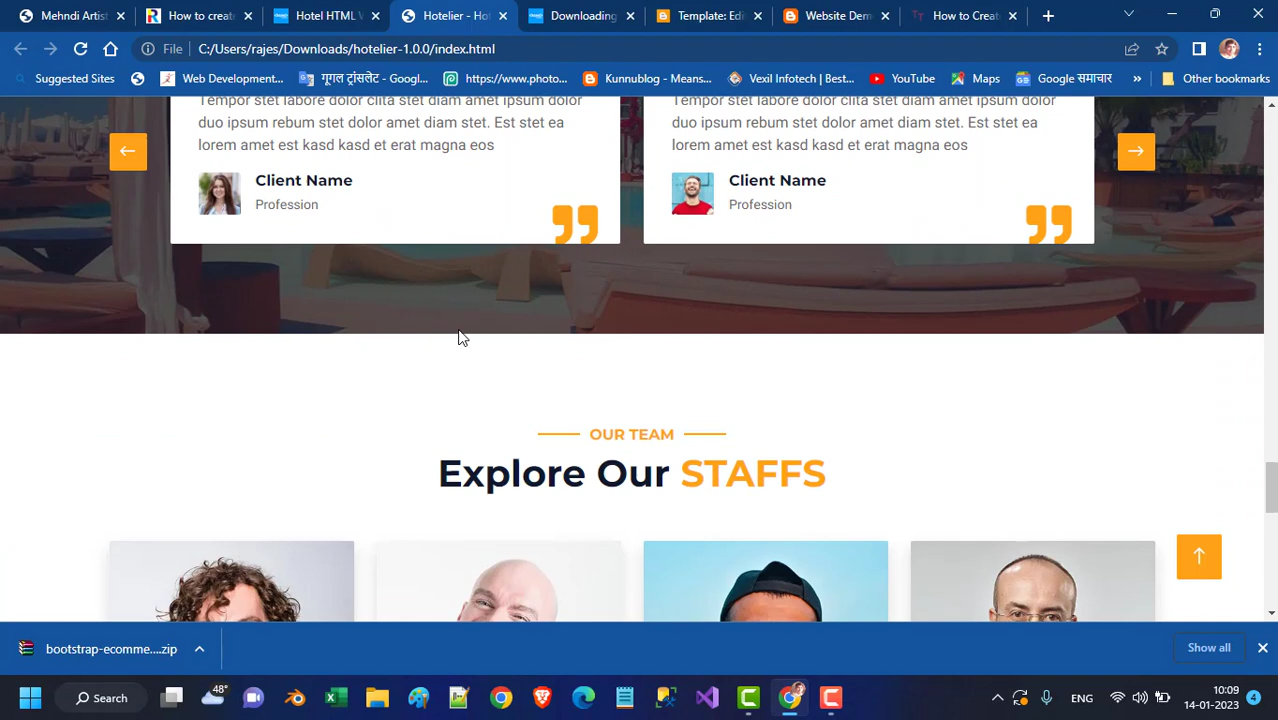 Mehndi Artist
How to create
Hotel HTML W
Hotelier - Hot
Downloading
Template: Edi
Website Dem
How to Creat
File
C:/Users/rajes/Downloads/hotelier-1.0.0/index.html
Suggested Sites
Web Development...
गूगल ट्रांसलेट - Googl...
https://www.photo...
Kunnublog - Means...
Vexil Infotech | Best...
YouTube
Maps
Google समाचार
»
Other bookmarks
Tempor stet labore dolor clita stet diam amet ipsum dolor
duo ipsum rebum stet dolor amet diam stet. Est stet ea
lorem amet est kasd kasd et erat magna eos
Client Name
Profession
Tempor stet labore dolor clita stet diam amet ipsum dolor
duo ipsum rebum stet dolor amet diam stet. Est stet ea
lorem amet est kasd kasd et erat magna eos
Client Name
Profession
OUR TEAM
Explore Our STAFFS
bootstrap-ecomme....zip
Show all
Search
48°
ENG
10:09
14-01-2023
4